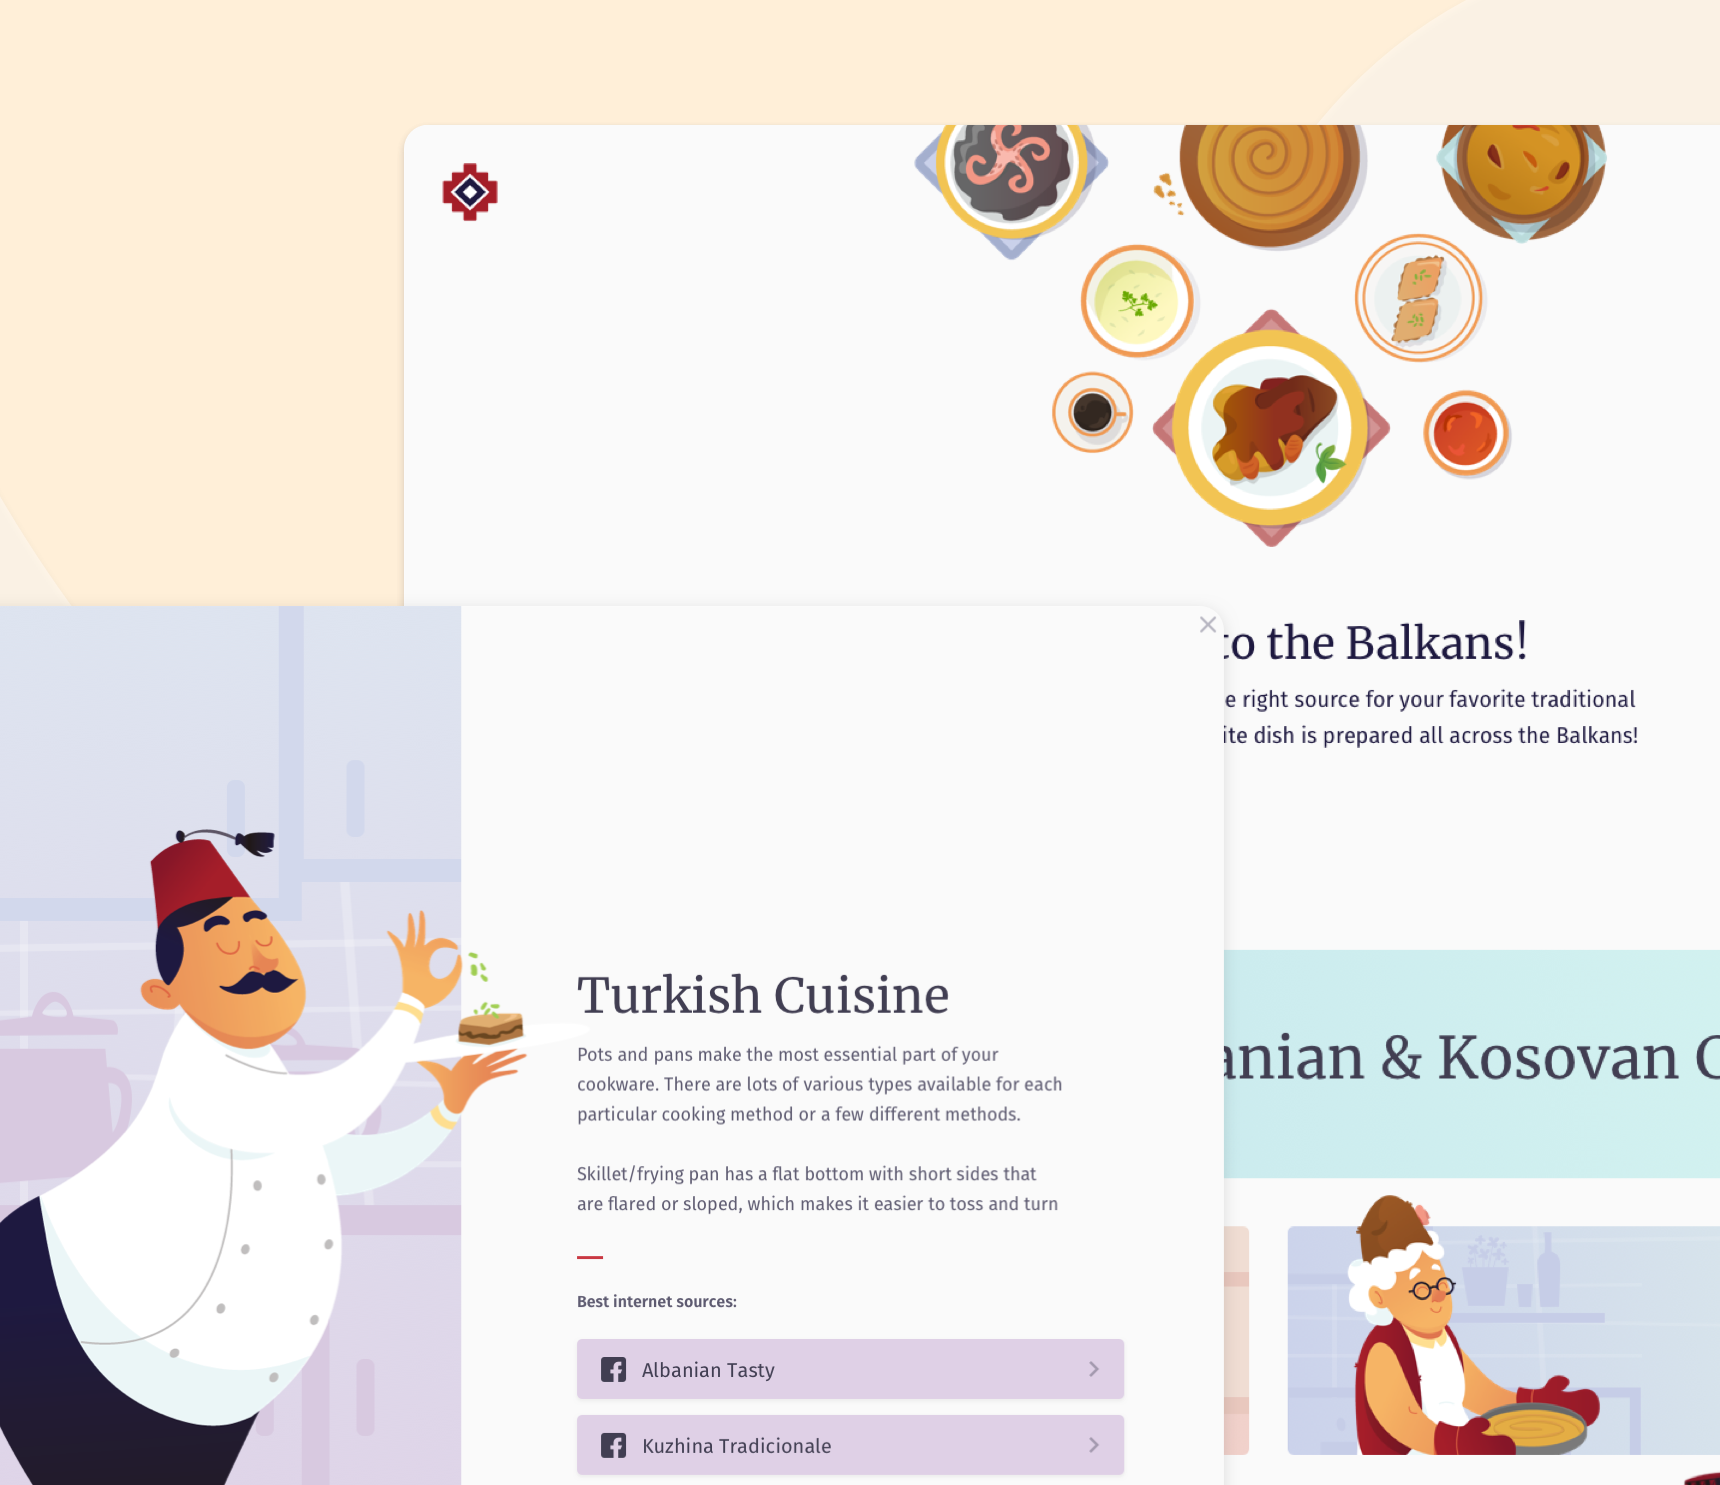 to the Balkans!
right source for your favorite traditional
dish is prepared all across the Balkans!
& Kosovan
Turkish Cuisine
Pots and pans make the most essential part of your
cookware. There are lots of various types available for each
particular cooking method or a few different methods.
Skillet/frying pan has a flat bottom with short sides that
are flared or sloped, which makes it easier to toss and turn
Best internet sources:
Albanian Tasty
Kuzhina Tradicionale